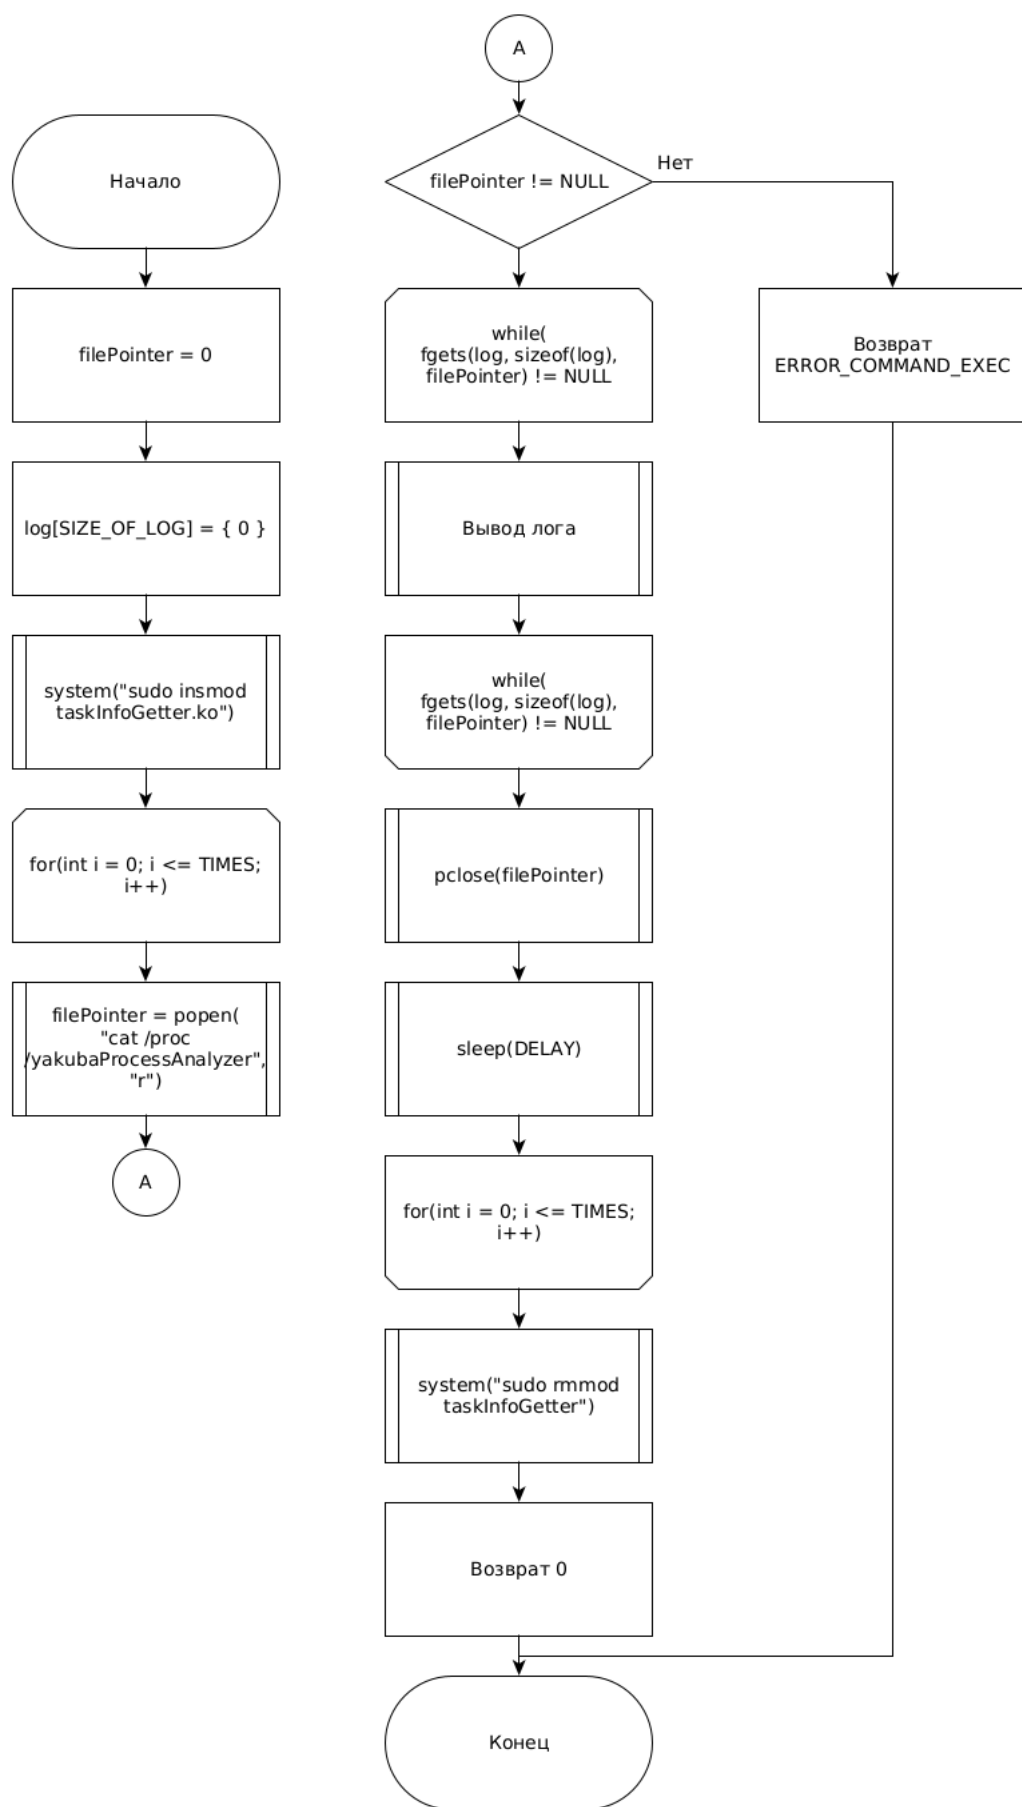 Начало
filePointer = 0
log[SIZE_OF_LOG] = { 0 }
system("sudo insmod
taskInfoGetter.ko")
for(int i = 0; i <= TIMES;
i++)
filePointer = popen(
"cat /proc
/yakubaProcessAnalyzer",
"r")
A
A
filePointer != NULL
Нет
while(
fgets(log, sizeof(log),
filePointer) != NULL
Возврат
ERROR_COMMAND_EXEC
Вывод лога
while(
fgets(log, sizeof(log),
filePointer) != NULL
pclose(filePointer)
sleep(DELAY)
for(int i = 0; i <= TIMES;
i++)
system("sudo rmmod
taskInfoGetter")
Возврат 0
Конец